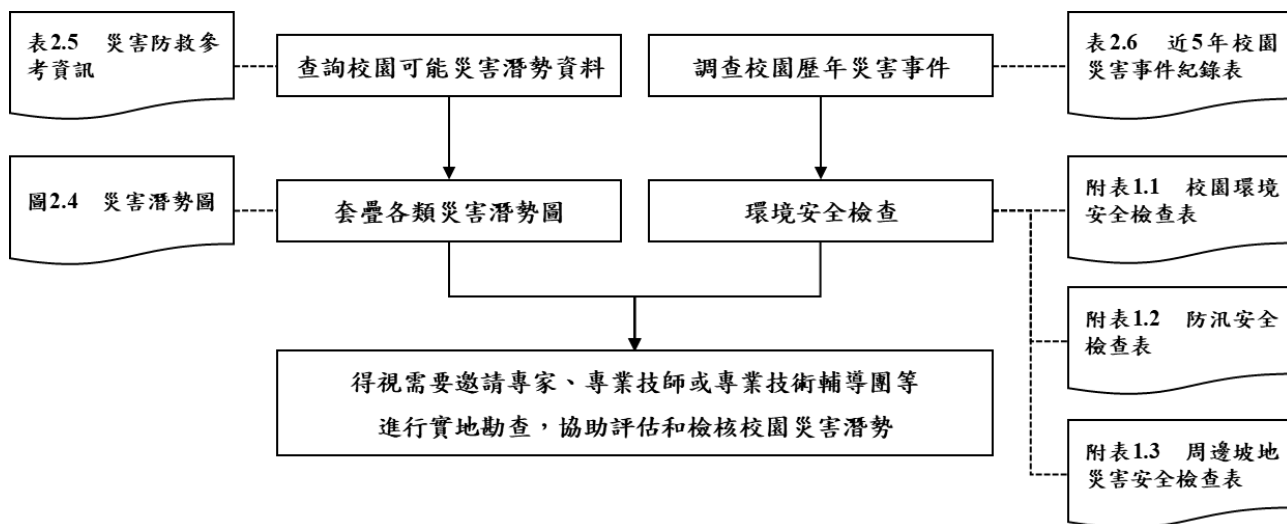 表2.5 災害防救參
考資訊
查詢校園可能災害潛勢資料
調查校園歷年災害事件
表2.6 近5年校園
災害事件紀錄表
圖2.4 災害潛勢圖
套疊各類災害潛勢圖
環境安全檢查
附表1.1 校園環境
安全檢查表
附表1.2 防汛安全
檢查表
得視需要邀請專家、專業技師或專業技術輔導團等
進行實地勘查，協助評估和檢核校園災害潛勢
附表1.3 周邊坡地
災害安全檢查表